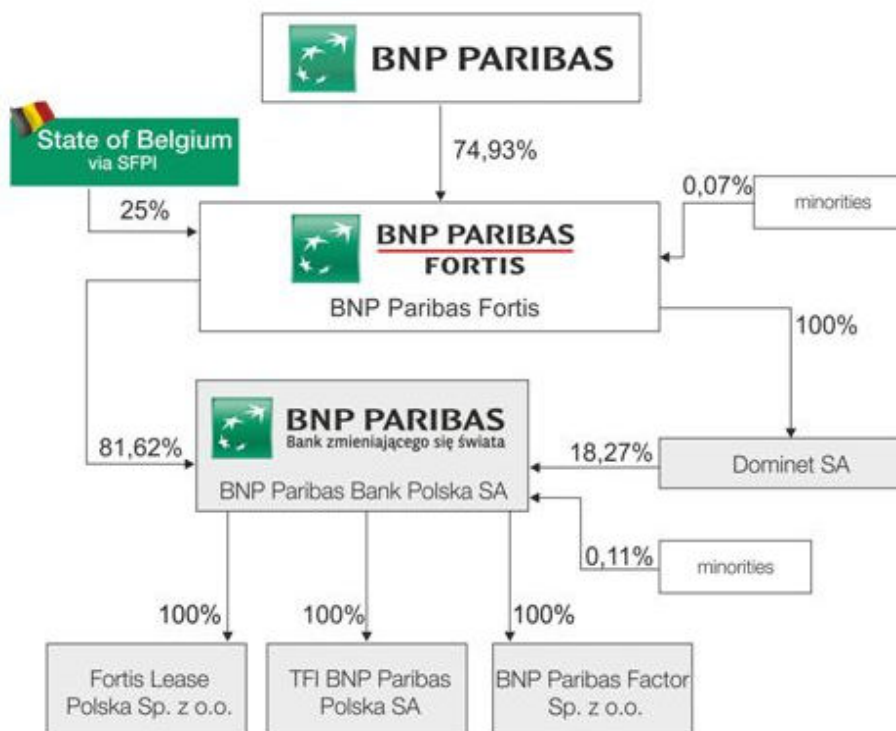 BNP PARIBAS
State of Belgium
via SFPI
74,93%
25%
0,07%
minorities
BNP PARIBAS
FORTIS
BNP Paribas Fortis
100%
BNP PARIBAS
Bank zmieniającego się świata
BNP Paribas Bank Polska SA
81,62%
18,27%
Dominet SA
0,11%
minorities
100%
100%
100%
Fortis Lease
Polska Sp. z o.o.
TFI BNP Paribas
Polska SA
BNP Paribas Factor
Sp. z o.o.